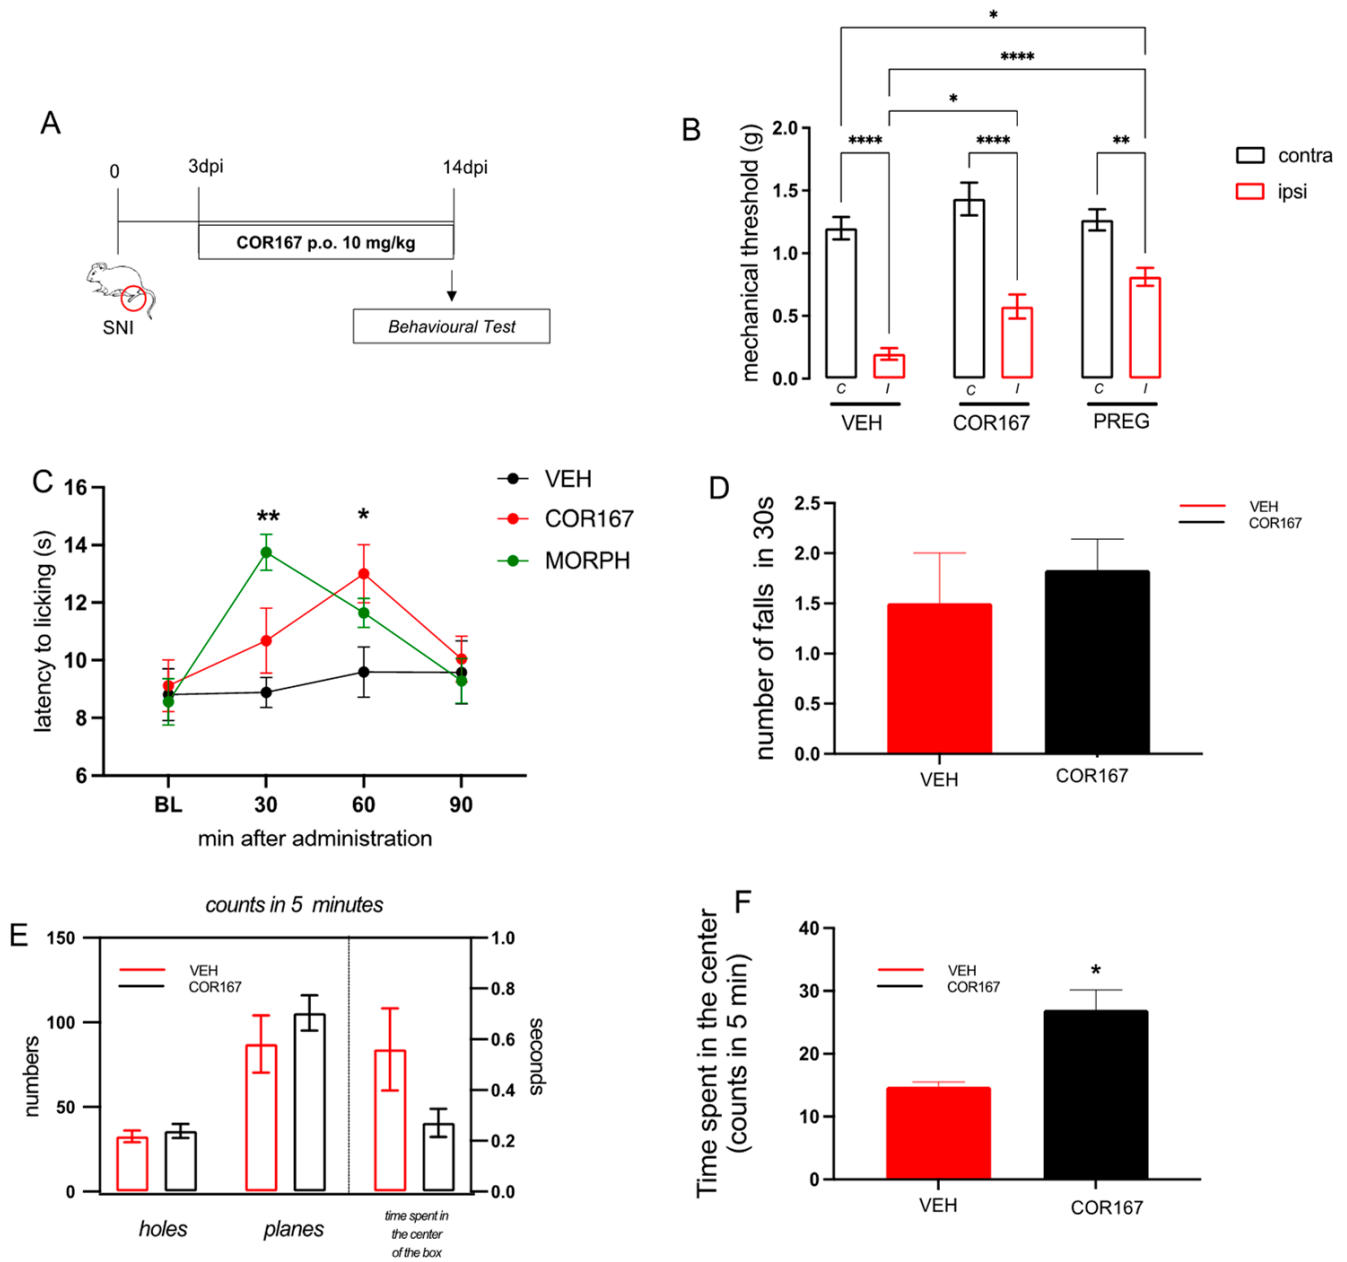 A
0
3dpi
14dpi
COR167 p.o. 10 mg/kg
SNI
Behavioural Test
B
*
****
*
****
****
**
mechanical threshold (g)
2.0
1.5
1.0
0.5
0.0
C
I
C
I
C
I
VEH
COR167
PREG
contra
ipsi
C
VEH
COR167
MORPH
latency to licking (s)
16
14
12
10
8
6
**
*
BL
30
60
90
min after administration
D
number of falls in 30s
2.5
2.0
1.5
1.0
0.5
0.0
VEH
COR167
VEH
COR167
E
counts in 5 minutes
numbers
150
100
50
0
VEH
COR167
1.0
0.8
0.6
0.4
0.2
0.0
seconds
holes
planes
time spent in
the center
of the box
F
Time spent in the center
(counts in 5 min)
40
30
20
10
0
VEH
COR167
*
VEH
COR167